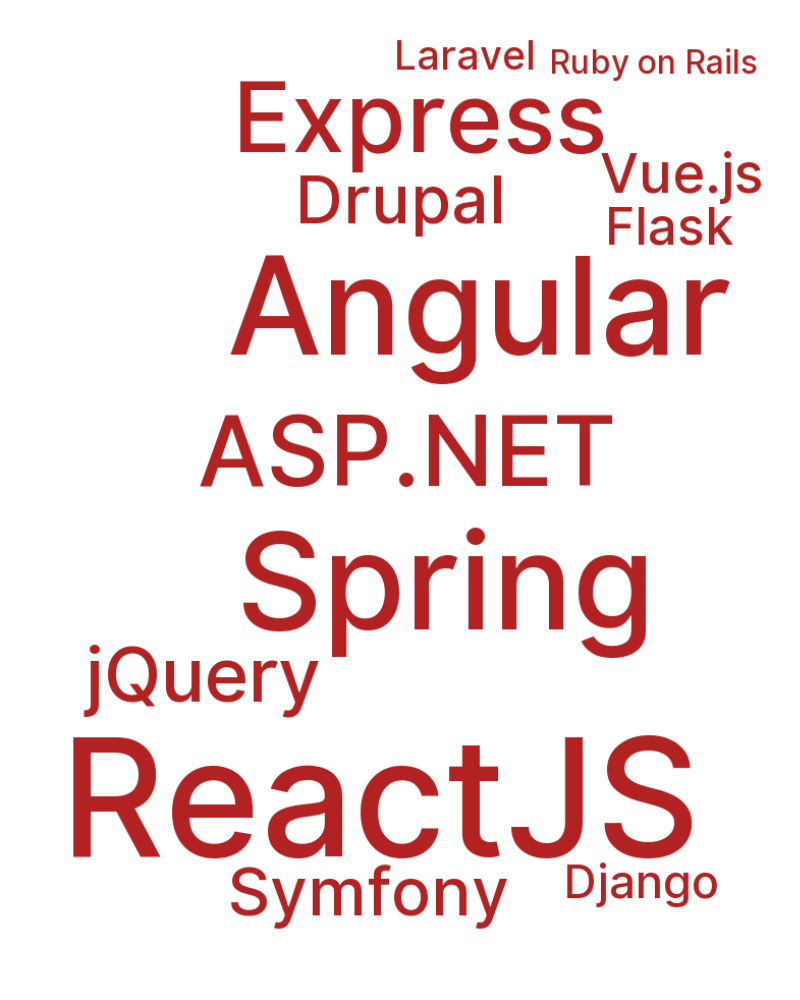 Laravel
Ruby on Rails
Express
Vue.js
Drupal
Flask
Angular
ASP.NET
Spring
jQuery
ReactJS
Symfony
Django